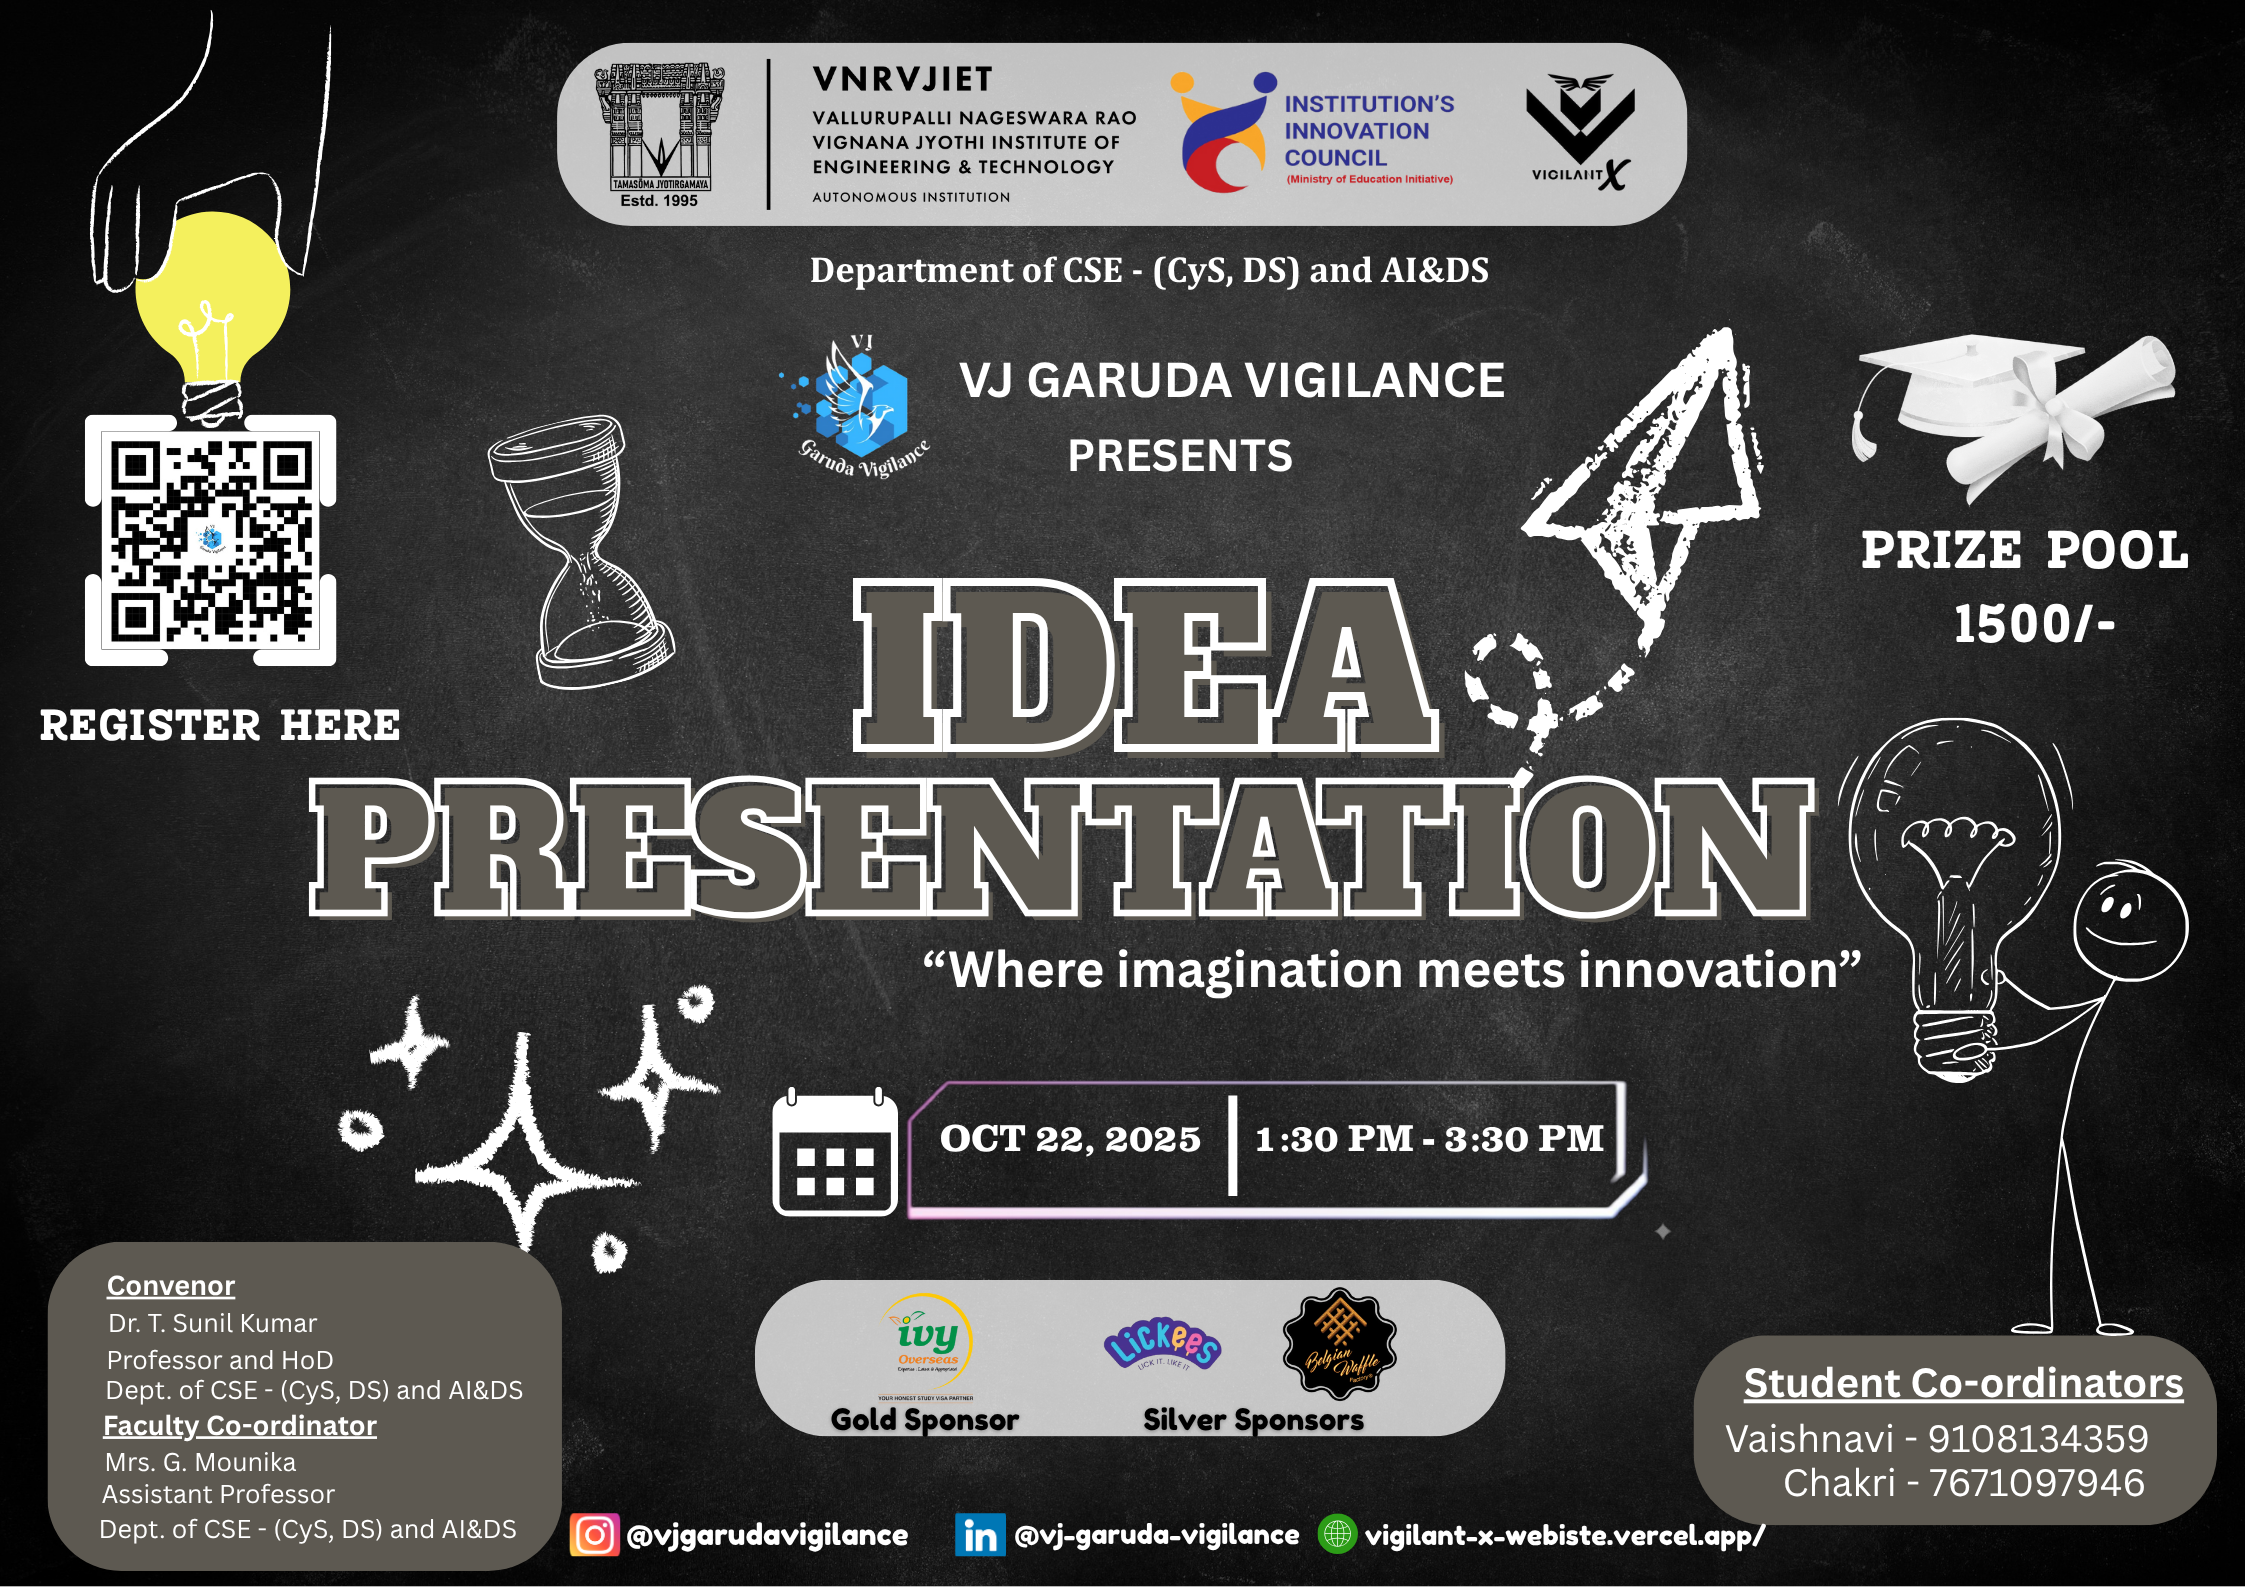 TAMASOMA JYOTIRGAMAYA
Estd. 1995
VNRVJIET
VALLURUPALLI NAGESWARA RAO
VIGNANA JYOTHI INSTITUTE OF
ENGINEERING & TECHNOLOGY
AUTONOMOUS INSTITUTION
INSTITUTION'S
INNOVATION
COUNCIL
(Ministry of Education Initiative)
VIGILANT X
Department of CSE - (CyS, DS) and AI&DS
VJ
Garuda Vigilance
VJ GARUDA VIGILANCE
PRESENTS
REGISTER HERE
PRIZE POOL
1500/-
IDEA
PRESENTATION
“Where imagination meets innovation”
OCT 22, 2025
1:30 PM - 3:30 PM
Convenor
Dr. T. Sunil Kumar
Professor and HoD
Dept. of CSE - (CyS, DS) and AI&DS
Faculty Co-ordinator
Mrs. G. Mounika
Assistant Professor
Dept. of CSE - (CyS, DS) and AI&DS
ivy
Overseas
YOUR HONEST STUDY VISA PARTNER
Gold Sponsor
LiCKees
LICK IT. LIKE IT
Belgian
Waffle
Factory
Silver Sponsors
Student Co-ordinators
Vaishnavi - 9108134359
Chakri - 7671097946
@vjgarudavigilance
in @vj-garuda-vigilance
vigilant-x-webiste.vercel.app/